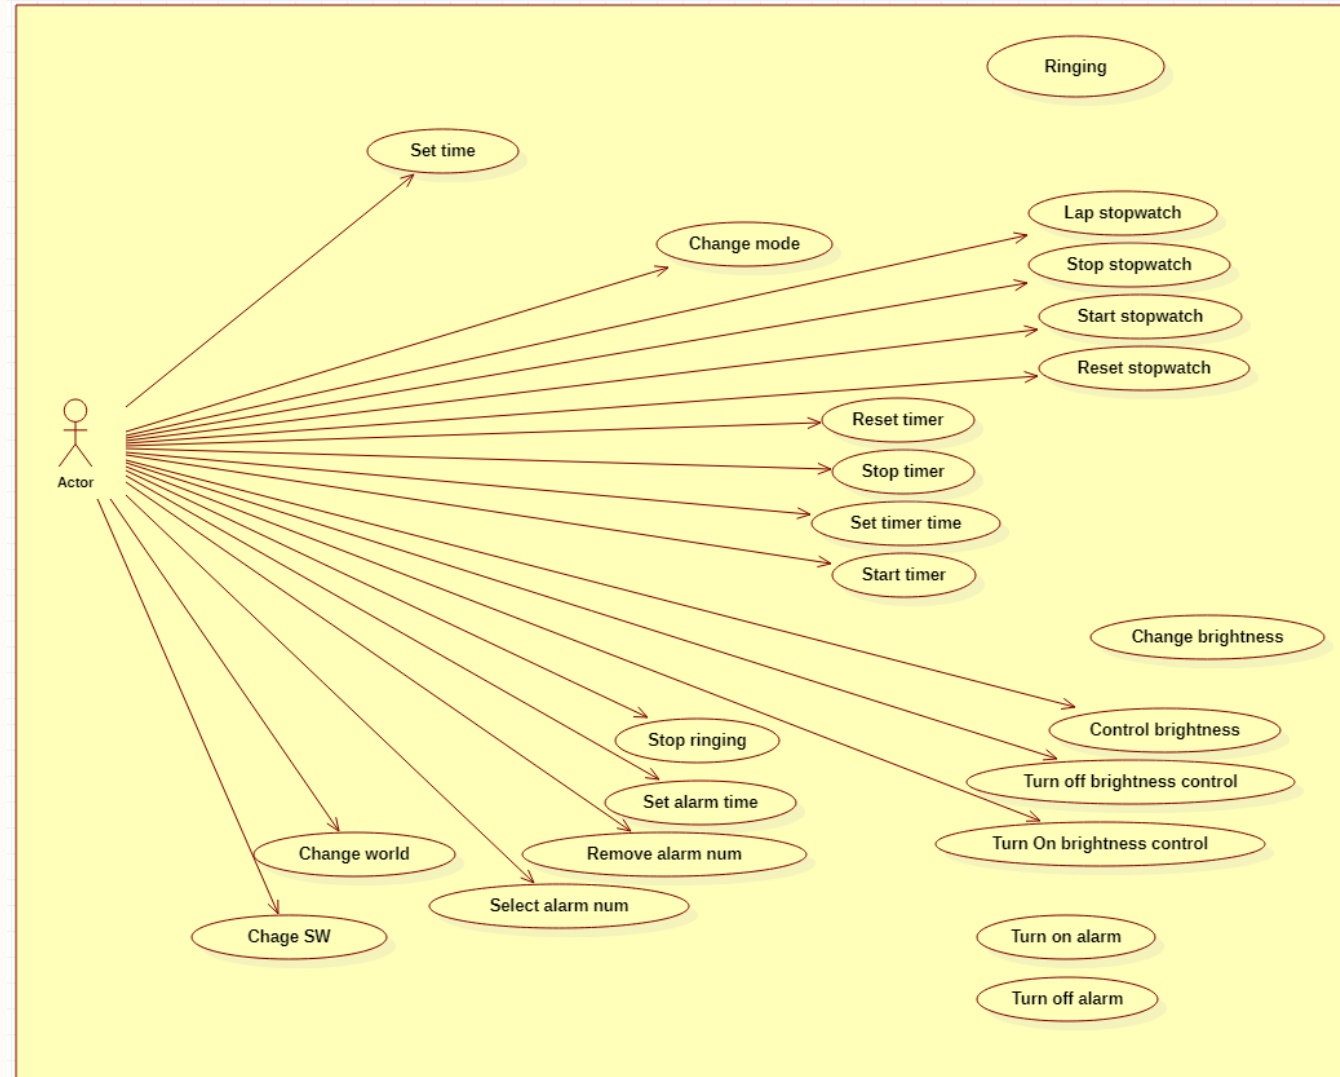 Ringing
Set time
Lap stopwatch
Change mode
Stop stopwatch
Start stopwatch
Reset stopwatch
Reset timer
Stop timer
Actor
Set timer time
Start timer
Change brightness
Control brightness
Stop ringing
Turn off brightness control
Set alarm time
Turn On brightness control
Change world
Remove alarm num
Select alarm num
Chage SW
Turn on alarm
Turn off alarm